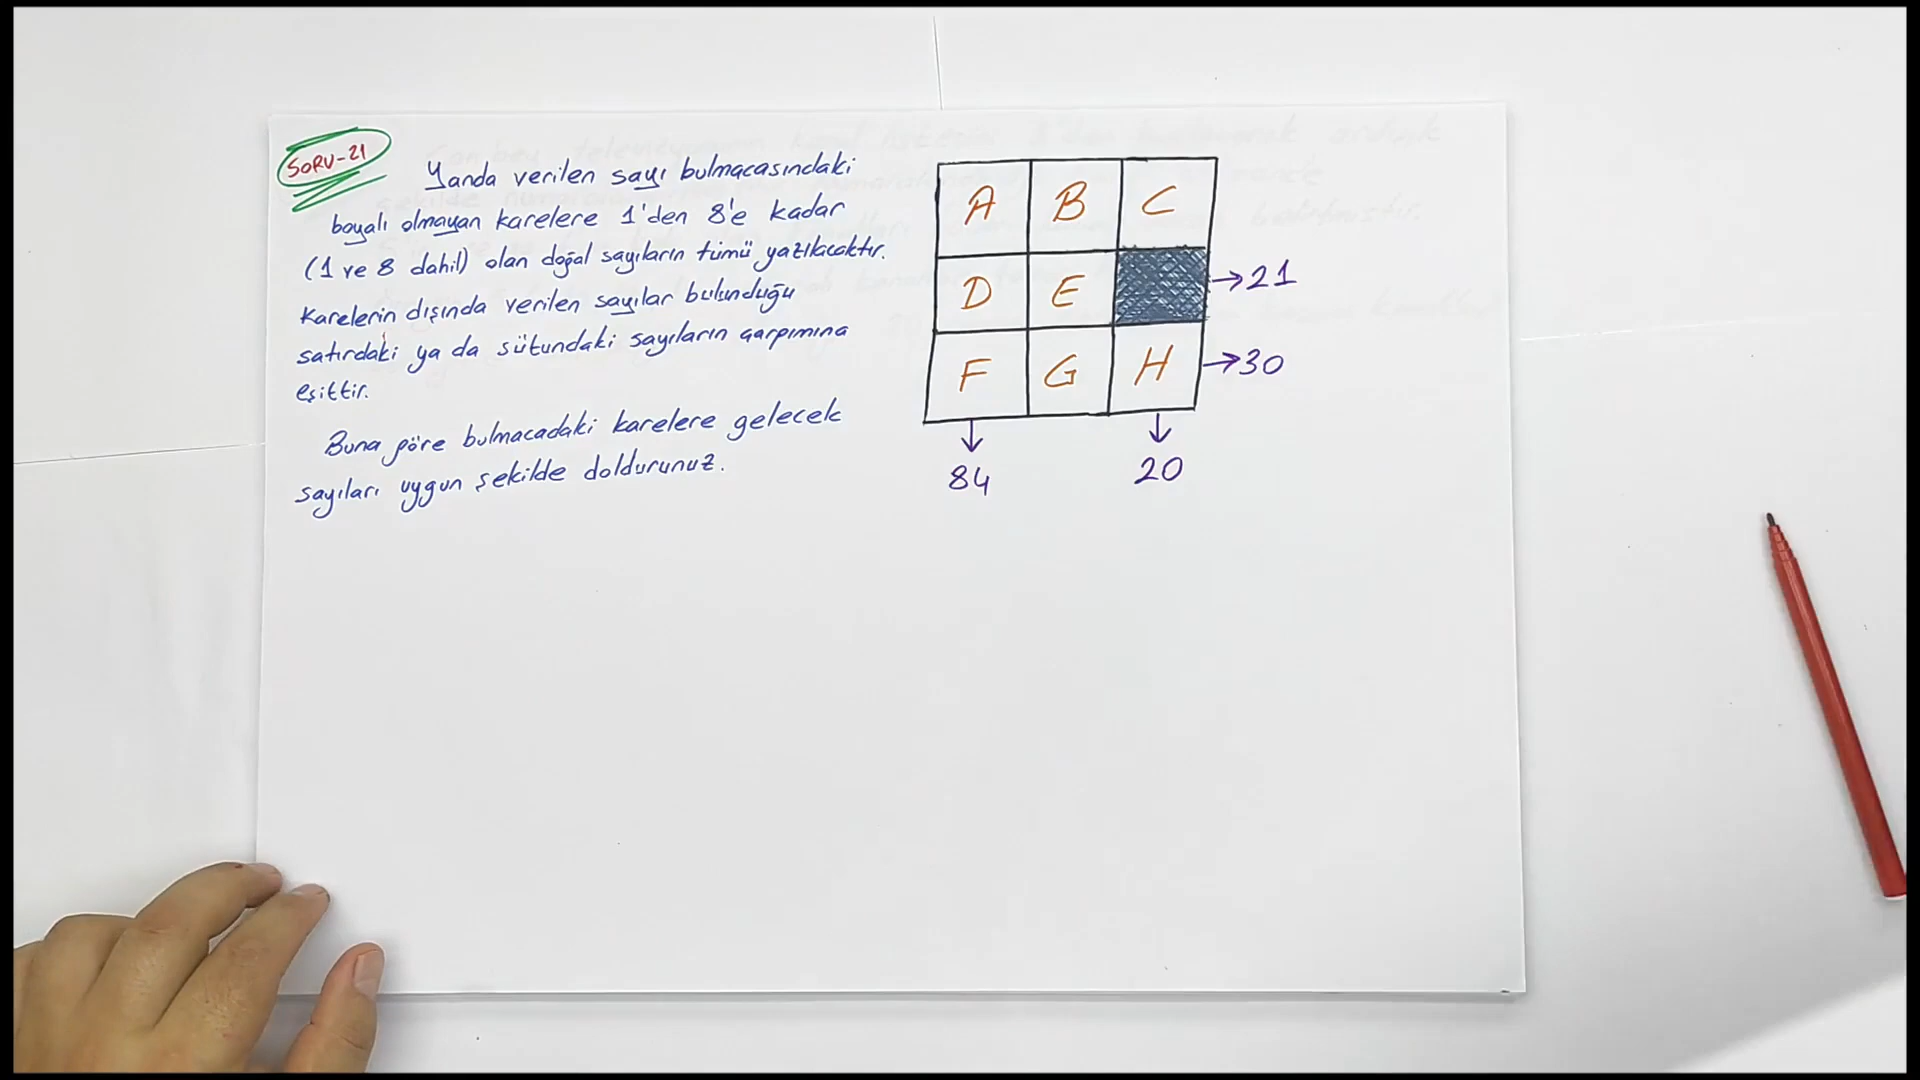 SORU-21
Yanda verilen sayı bulmacasındaki
boyalı olmayan karelere 1'den 8'e kadar
(1 ve 8 dahil) olan doğal sayıların tümü yazılacaktır.
Karelerin dışında verilen sayılar bulunduğu
satırdaki ya da sütundaki sayıların çarpımına
eşittir.
Buna göre bulmacadaki karelere gelecek
sayıları uygun şekilde doldurunuz.
A B C
D E →21
F G H →30
84 20